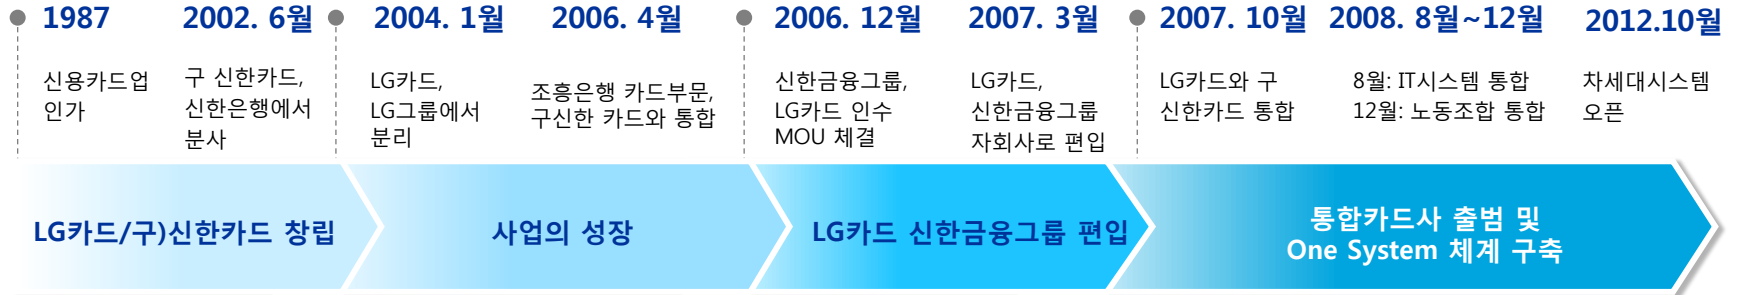 1987
신용카드업
인가
2002. 6월
구 신한카드,
신한은행에서
분사
2004. 1월
LG카드,
LG그룹에서
분리
2006. 4월
조흥은행 카드부문,
구신한 카드와 통합
2006. 12월
신한금융그룹,
LG카드 인수
MOU 체결
2007. 3월
LG카드,
신한금융그룹
자회사로 편입
2007. 10월
LG카드와 구
신한카드 통합
2008. 8월~12월
8월: IT시스템 통합
12월: 노동조합 통합
2012.10월
차세대시스템
오픈
LG카드/구)신한카드 창립
사업의 성장
LG카드 신한금융그룹 편입
통합카드사 출범 및
One System 체계 구축